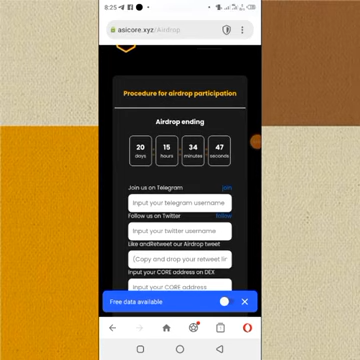 8:25
asicore.xyz/Airdrop
Procedure for airdrop participation
Airdrop ending
20 15 34 47
days hours minutes seconds
Join us on Telegram join
Input your telegram username
Follow us on Twitter follow
Input your twitter username
Like andRetweet our Airdrop tweet
(Copy and drop your retweet lin
Input your CORE address on DEX
Input your CORE address
Free data available